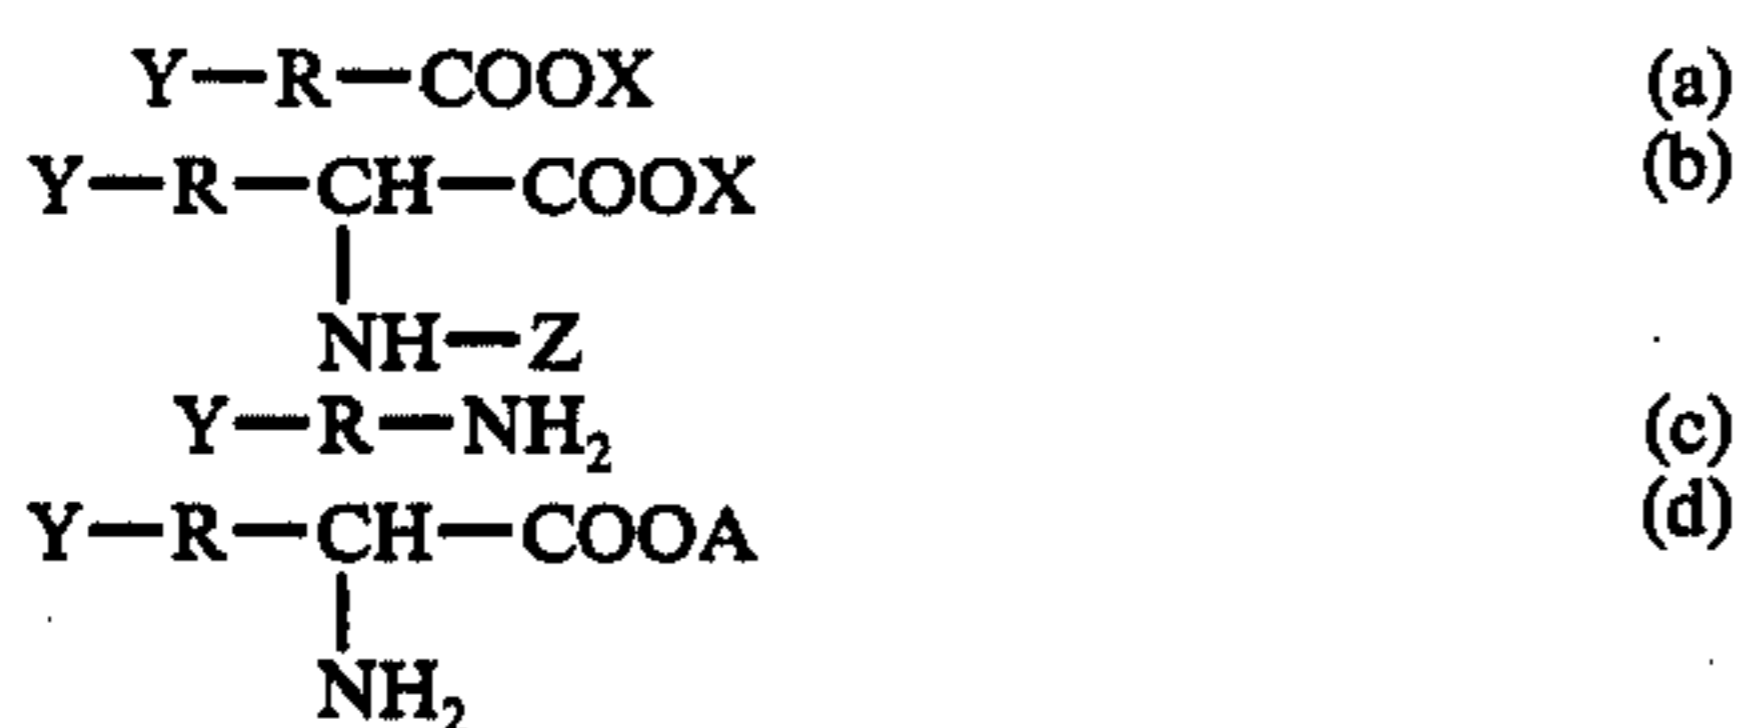 Y—R—COOX (a)
Y—R—CH—COOX (b)
NH—Z
Y—R—NH₂ (c)
Y—R—CH—COOA (d)
NH₂